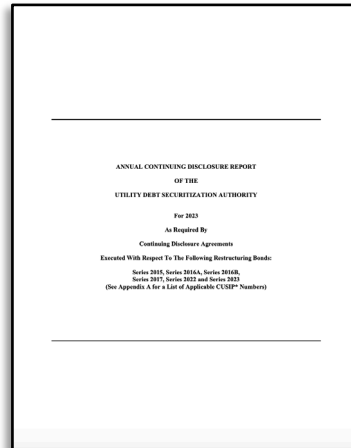 ANNUAL CONTINUING DISCLOSURE REPORT
OF THE
UTILITY DEBT SECURITIZATION AUTHORITY
For 2023
As Required By
Continuing Disclosure Agreements
Executed With Respect To The Following Restructuring Bonds:
Series 2015, Series 2016A, Series 2016B,
Series 2017, Series 2022 and Series 2023
(See Appendix A for a List of Applicable CUSIP* Numbers)